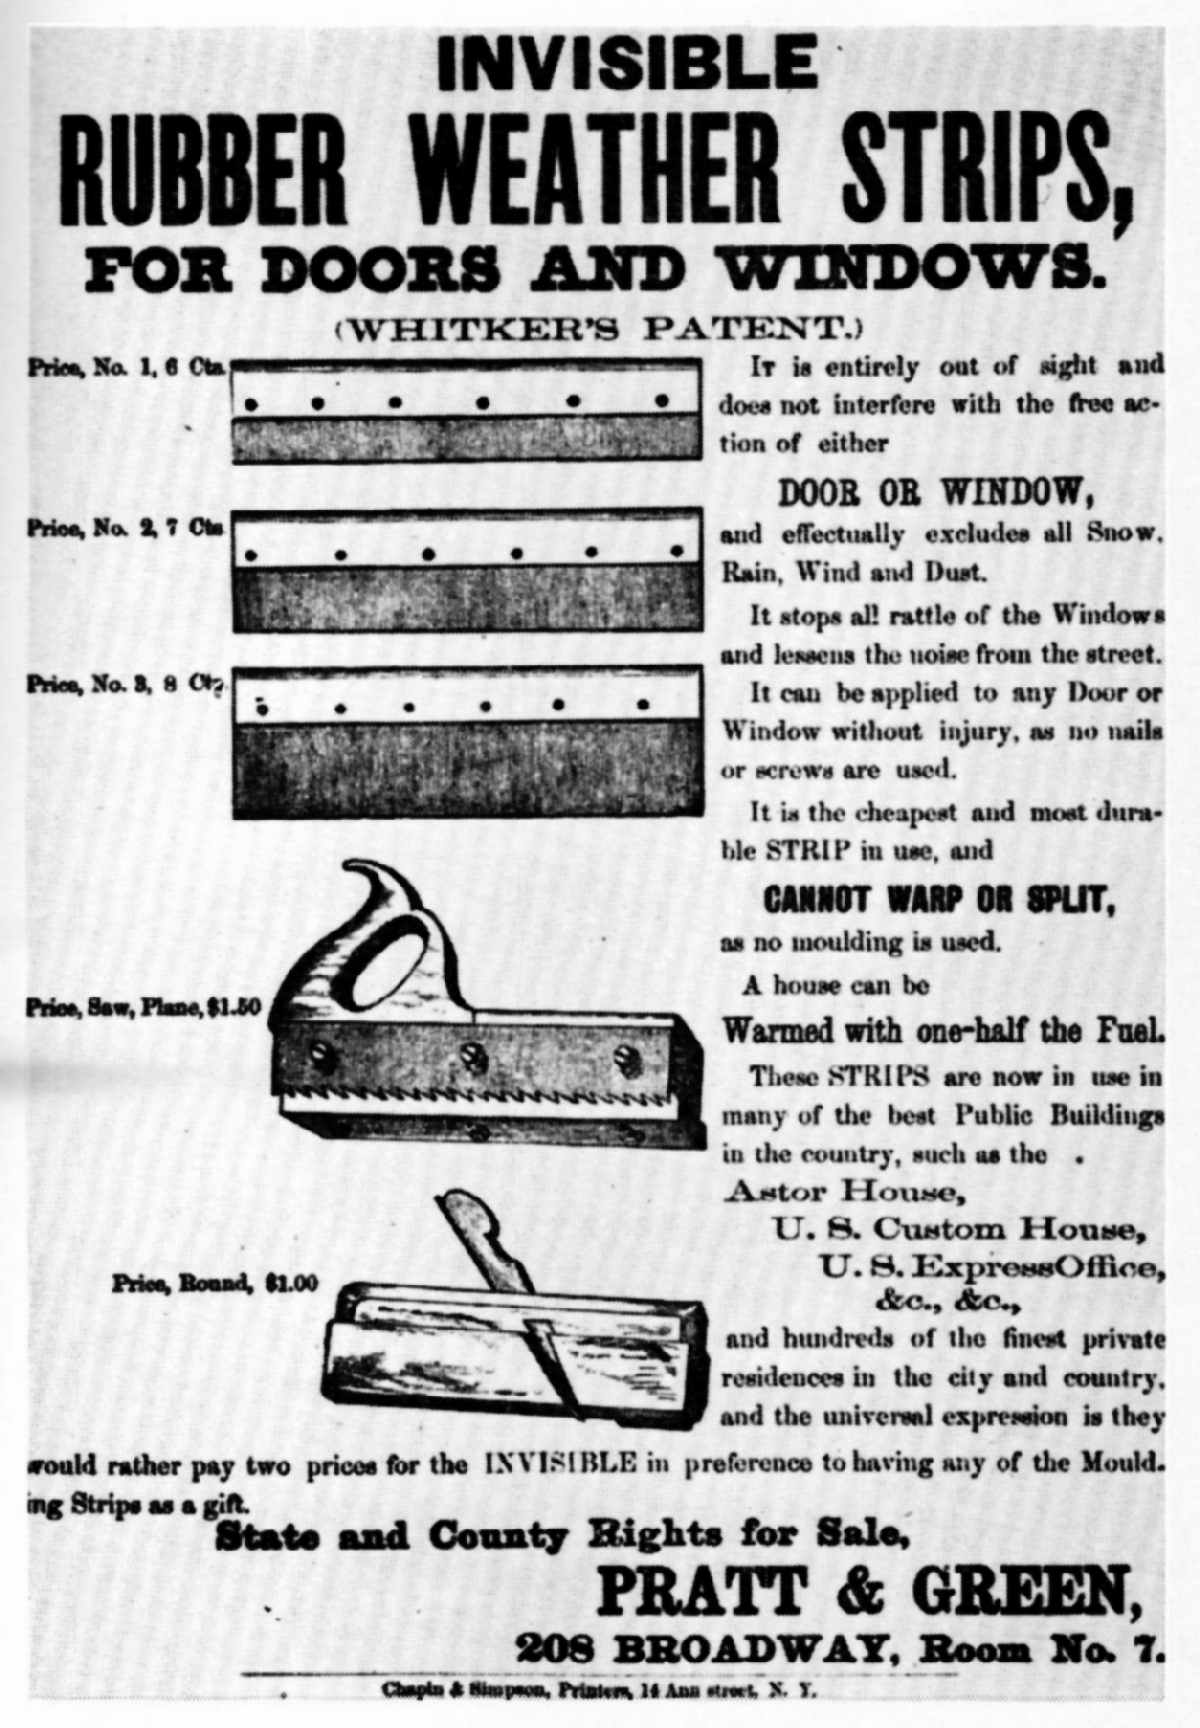 INVISIBLE
RUBBER WEATHER STRIPS,
FOR DOORS AND WINDOWS.
(WHITKER'S PATENT.)
Price, No. 1, 6 Cts.
Price, No. 2, 7 Cts
Price, No. 3, 8 Cts.
Price, Saw, Plane, $1.50
Price, Round, $1.00
IT is entirely out of sight and
does not interfere with the free ac-
tion of either
DOOR OR WINDOW,
and effectually excludes all Snow,
Rain, Wind and Dust.
It stops all rattle of the Windows
and lessens the noise from the street.
It can be applied to any Door or
Window without injury, as no nails
or screws are used.
It is the cheapest and most dura-
ble STRIP in use, and
CANNOT WARP OR SPLIT,
as no moulding is used.
A house can be
Warmed with one-half the Fuel.
These STRIPS are now in use in
many of the best Public Buildings
in the country, such as the
Astor House,
U. S. Custom House,
U. S. Express Office,
&c., &c.,
and hundreds of the finest private
residences in the city and country,
and the universal expression is they
would rather pay two prices for the INVISIBLE in preference to having any of the Mould-
ing Strips as a gift.
State and County Rights for Sale,
PRATT & GREEN,
208 BROADWAY, Room No. 7.
Chapin & Simpson, Printers, 14 Ann street, N. Y.